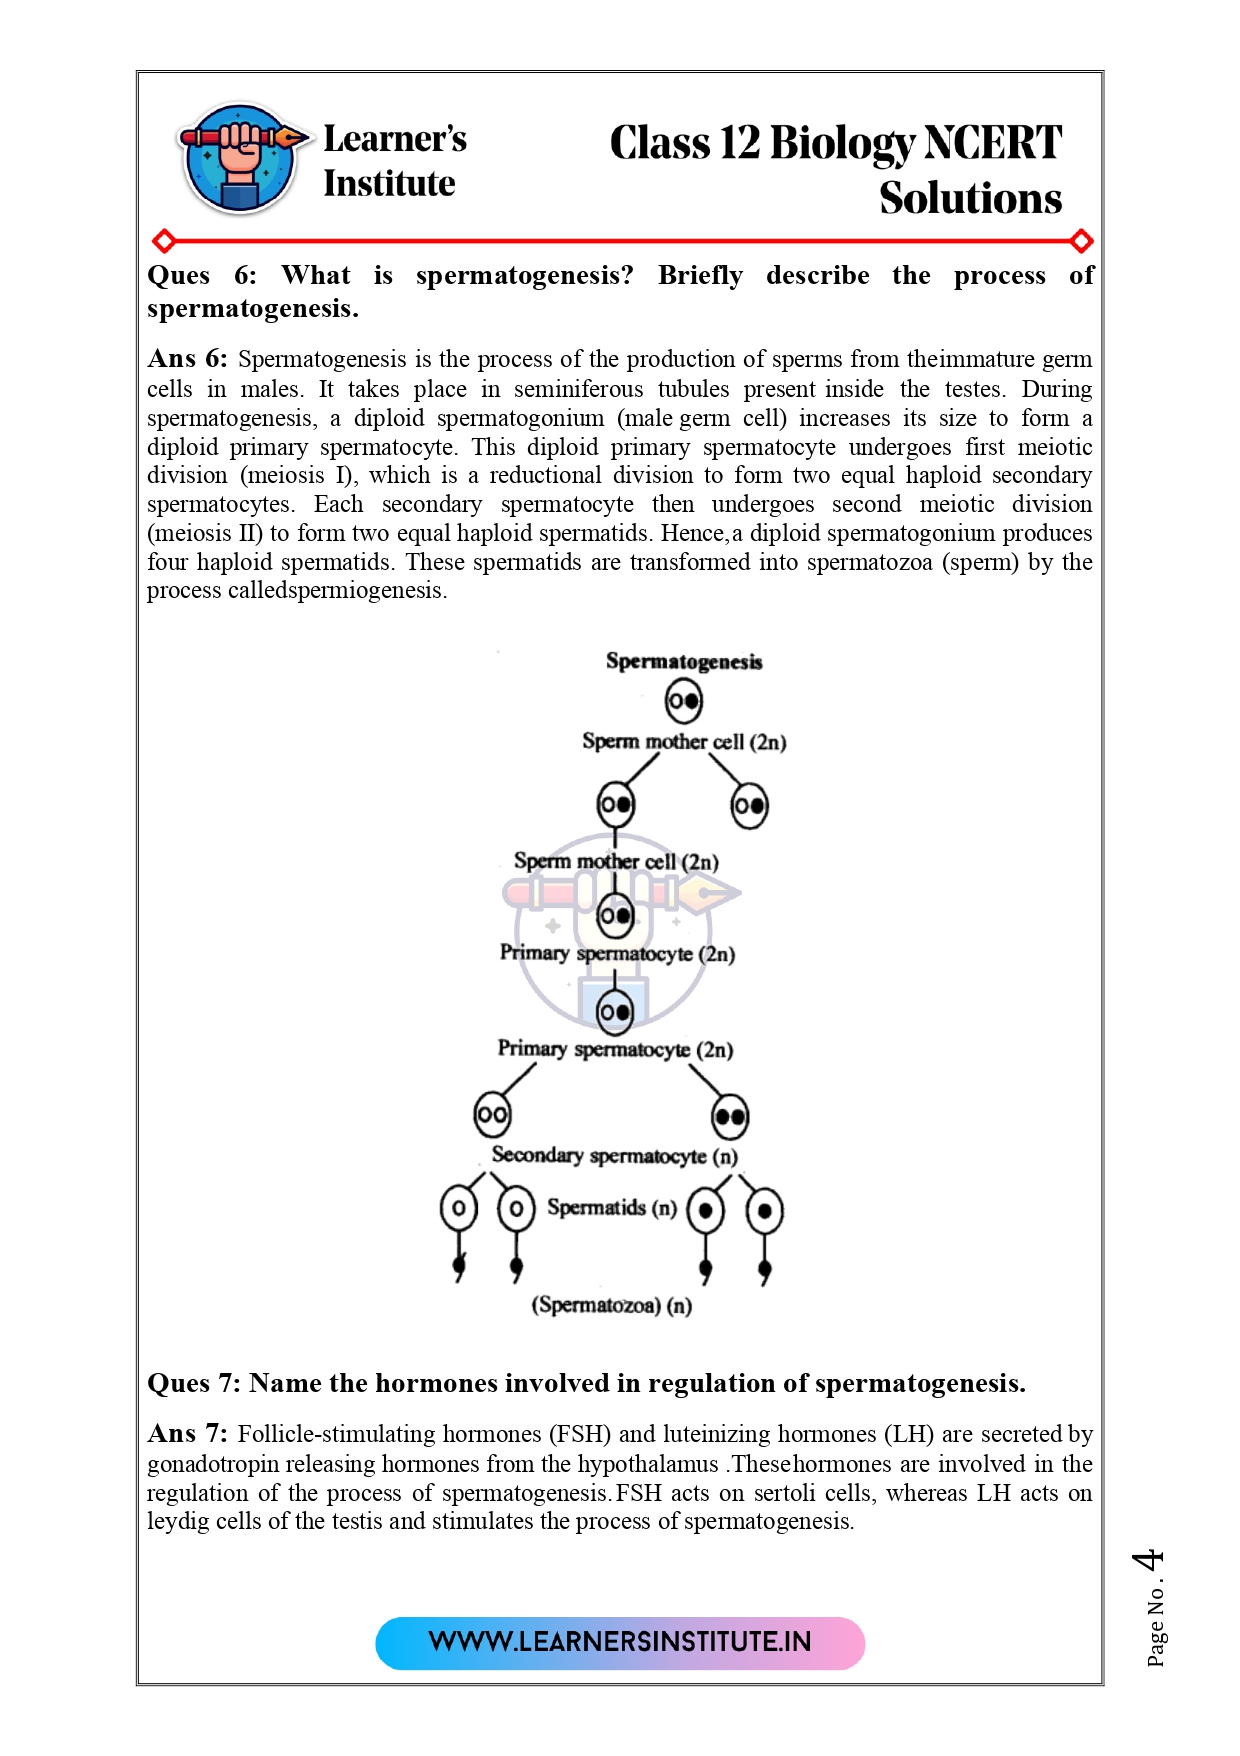 Learner's
Institute
Class 12 Biology NCERT
Solutions
Ques 6: What is spermatogenesis? Briefly describe the process of
spermatogenesis.
Ans 6: Spermatogenesis is the process of the production of sperms from theimmature germ
cells in males. It takes place in seminiferous tubules present inside the testes. During
spermatogenesis, a diploid spermatogonium (male germ cell) increases its size to form a
diploid primary spermatocyte. This diploid primary spermatocyte undergoes first meiotic
division (meiosis I), which is a reductional division to form two equal haploid secondary
spermatocytes. Each secondary spermatocyte then undergoes second meiotic division
(meiosis II) to form two equal haploid spermatids. Hence,a diploid spermatogonium produces
four haploid spermatids. These spermatids are transformed into spermatozoa (sperm) by the
process calledspermiogenesis.
Spermatogenesis
Sperm mother cell (2n)
Sperm mother cell (2n)
Primary spermatocyte (2n)
Primary spermatocyte (2n)
Secondary spermatocyte (n)
Spermatids (n)
(Spermatozoa) (n)
Ques 7: Name the hormones involved in regulation of spermatogenesis.
Ans 7: Follicle-stimulating hormones (FSH) and luteinizing hormones (LH) are secreted by
gonadotropin releasing hormones from the hypothalamus .Thesehormones are involved in the
regulation of the process of spermatogenesis. FSH acts on sertoli cells, whereas LH acts on
leydig cells of the testis and stimulates the process of spermatogenesis.
Page No. 4
WWW.LEARNERSINSTITUTE.IN